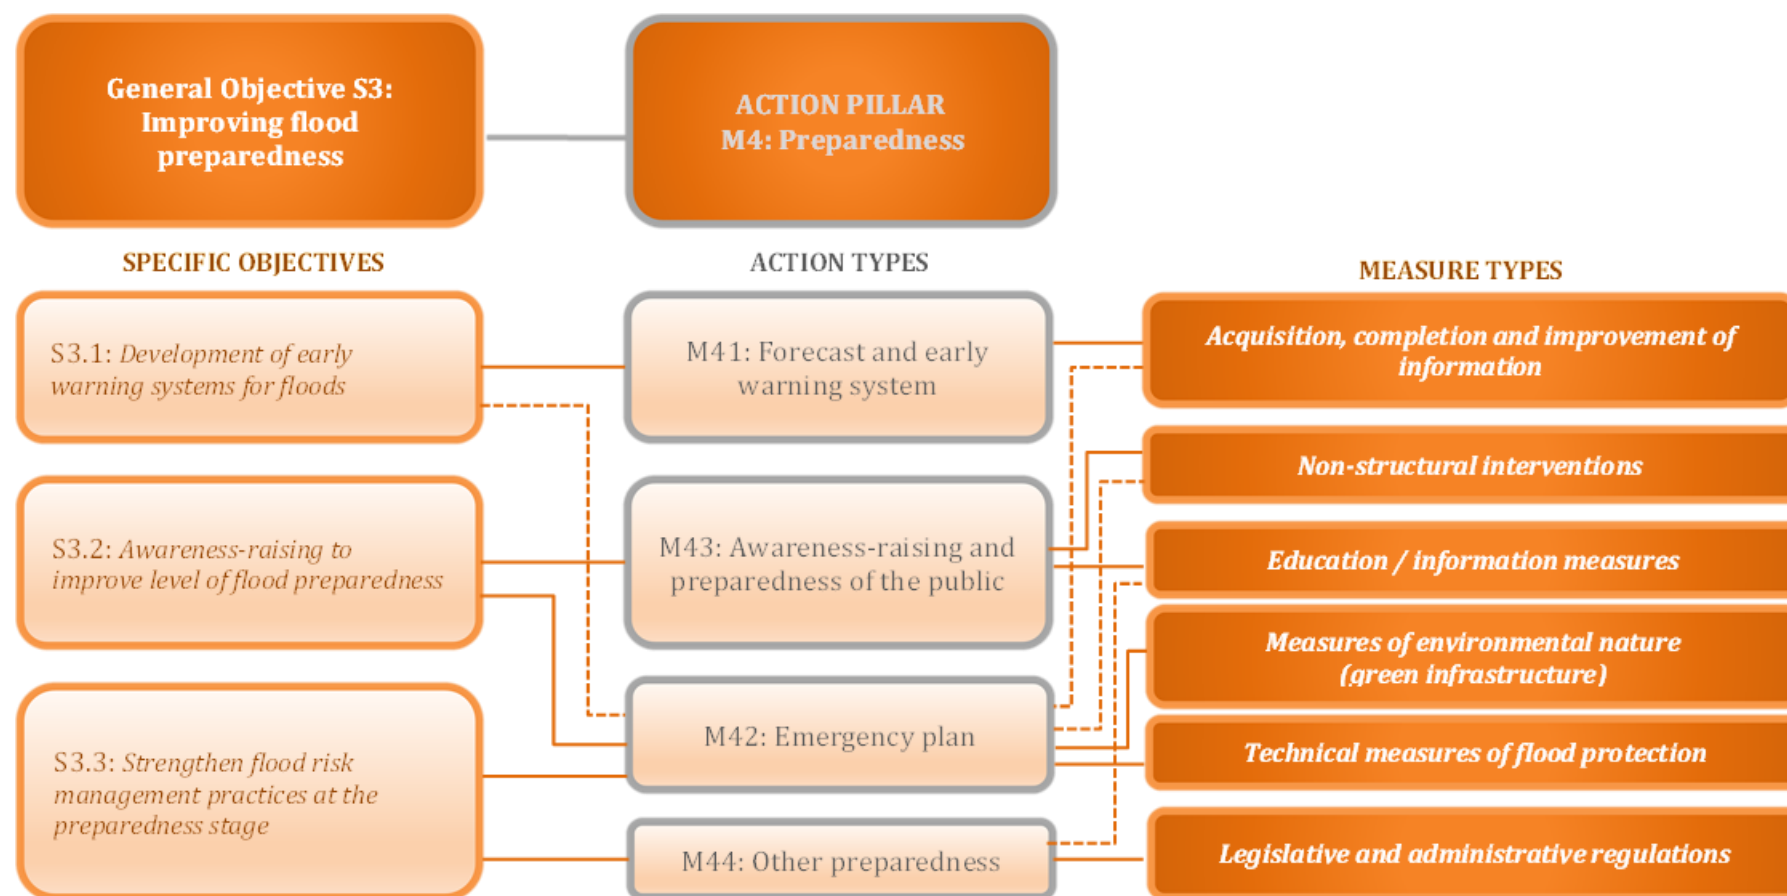 General Objective S3:
Improving flood
preparedness
ACTION PILLAR
M4: Preparedness
SPECIFIC OBJECTIVES
ACTION TYPES
MEASURE TYPES
S3.1: Development of early
warning systems for floods
M41: Forecast and early
warning system
Acquisition, completion and improvement of
information
Non-structural interventions
S3.2: Awareness-raising to
improve level of flood preparedness
M43: Awareness-raising and
preparedness of the public
Education / information measures
Measures of environmental nature
(green infrastructure)
S3.3: Strengthen flood risk
management practices at the
preparedness stage
M42: Emergency plan
Technical measures of flood protection
M44: Other preparedness
Legislative and administrative regulations